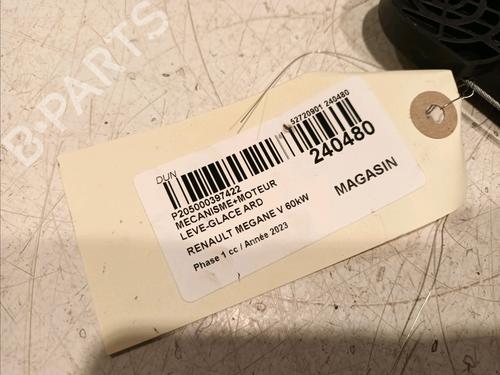 B-PARTS
52720901 240480
240480
DUN
P205000397422
MECANISME+MOTEUR
LEVE-GLACE ARD
MAGASIN
RENAULT MEGANE V 60kW
Phase 1 cc / Année 2023